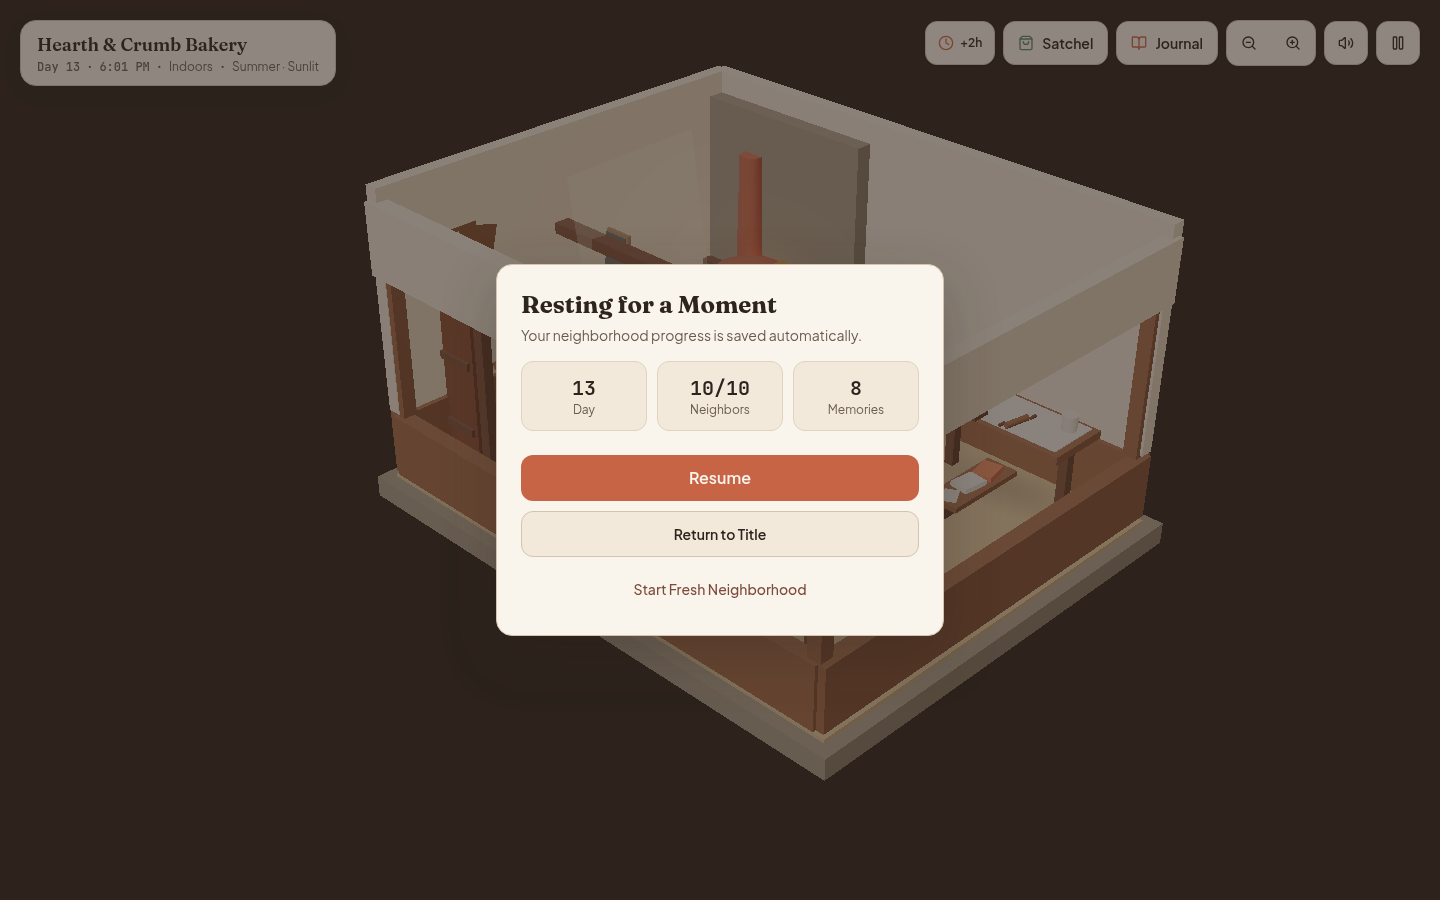 Hearth & Crumb Bakery
Day 13 · 6:01 PM · Indoors · Summer · Sunlit
+2h
Satchel
Journal
Resting for a Moment
Your neighborhood progress is saved automatically.
13
Day
10/10
Neighbors
8
Memories
Resume
Return to Title
Start Fresh Neighborhood